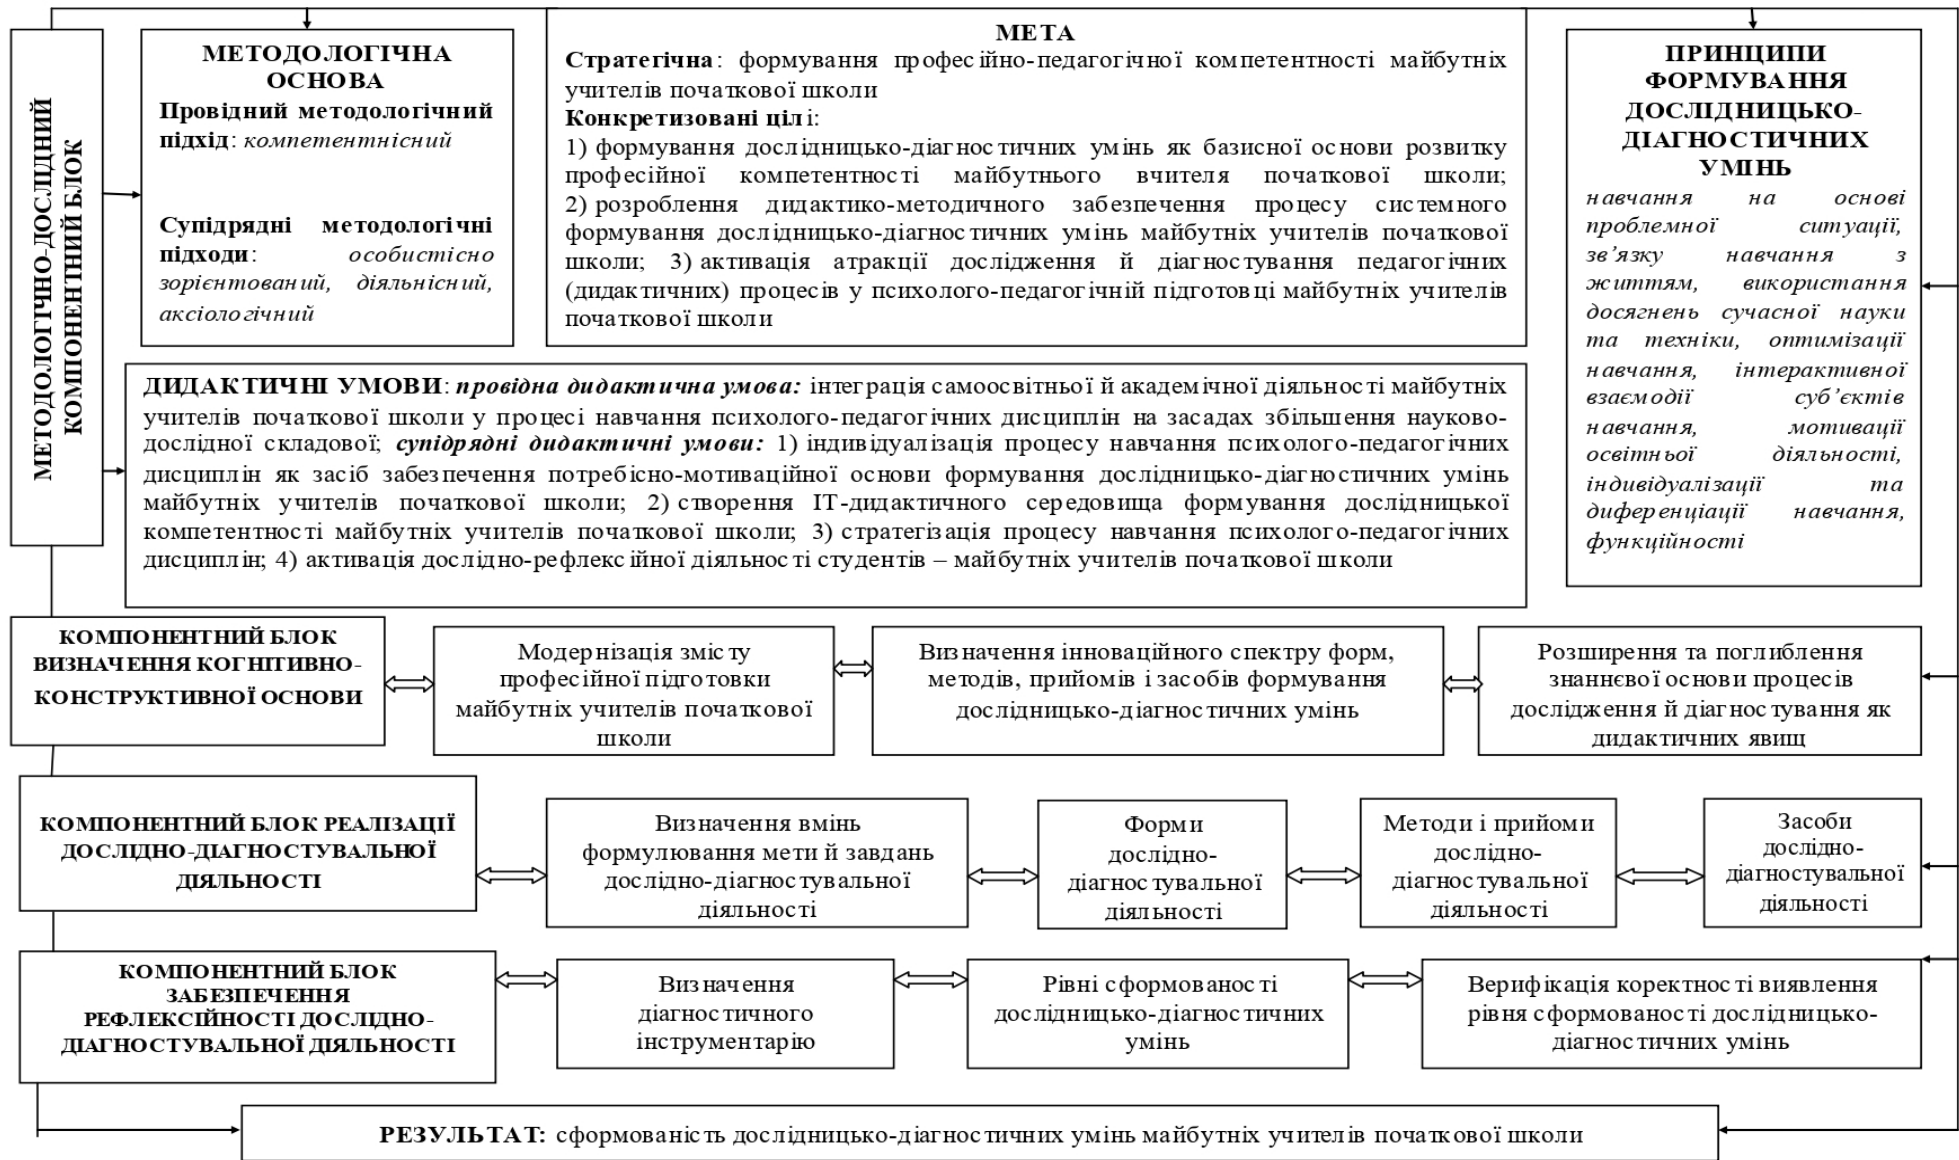 МЕТОДОЛОГІЧНО-ДОСЛІДНИЙ
КОМПОНЕНТНИЙ БЛОК
МЕТОДОЛОГІЧНА
ОСНОВА
Провідний методологічний
підхід: компетентнісний
Супідрядні методологічні
підходи: особистісно
зорієнтований, діяльнісний,
аксіологічний
МЕТА
Стратегічна: формування професійно-педагогічної компетентності майбутніх
учителів початкової школи
Конкретизовані цілі:
1) формування дослідницько-діагностичних умінь як базисної основи розвитку
професійної компетентності майбутнього вчителя початкової школи;
2) розроблення дидактико-методичного забезпечення процесу системного
формування дослідницько-діагностичних умінь майбутніх учителів початкової
школи; 3) активація атракції дослідження й діагностування педагогічних
(дидактичних) процесів у психолого-педагогічній підготовці майбутніх учителів
початкової школи
ПРИНЦИПИ
ФОРМУВАННЯ
ДОСЛІДНИЦЬКО-
ДІАГНОСТИЧНИХ
УМІНЬ
навчання на основі
проблемної ситуації,
зв’язку навчання з
життям, використання
досягнень сучасної науки
та техніки, оптимізації
навчання, інтерактивної
взаємодії суб’єктів
навчання, мотивації
освітньої діяльності,
індивідуалізації та
диференціації навчання,
функційності
ДИДАКТИЧНІ УМОВИ: провідна дидактична умова: інтеграція самоосвітньої й академічної діяльності майбутніх
учителів початкової школи у процесі навчання психолого-педагогічних дисциплін на засадах збільшення науково-
дослідної складової; супідрядні дидактичні умови: 1) індивідуалізація процесу навчання психолого-педагогічних
дисциплін як засіб забезпечення потребісно-мотиваційної основи формування дослідницько-діагностичних умінь
майбутніх учителів початкової школи; 2) створення ІТ-дидактичного середовища формування дослідницької
компетентності майбутніх учителів початкової школи; 3) стратегізація процесу навчання психолого-педагогічних
дисциплін; 4) активація дослідно-рефлексійної діяльності студентів – майбутніх учителів початкової школи
КОМПОНЕНТНИЙ БЛОК
ВИЗНАЧЕННЯ КОГНІТИВНО-
КОНСТРУКТИВНОЇ ОСНОВИ
Модернізація змісту
професійної підготовки
майбутніх учителів початкової
школи
Визначення інноваційного спектру форм,
методів, прийомів і засобів формування
дослідницько-діагностичних умінь
Розширення та поглиблення
знаннєвої основи процесів
дослідження й діагностування як
дидактичних явищ
КОМПОНЕНТНИЙ БЛОК РЕАЛІЗАЦІЇ
ДОСЛІДНО-ДІАГНОСТУВАЛЬНОЇ
ДІЯЛЬНОСТІ
Визначення вмінь
формулювання мети й завдань
дослідно-діагностувальної
діяльності
Форми
дослідно-
діагностувальної
діяльності
Методи і прийоми
дослідно-
діагностувальної
діяльності
Засоби
дослідно-
діагностувальної
діяльності
КОМПОНЕНТНИЙ БЛОК
ЗАБЕЗПЕЧЕННЯ
РЕФЛЕКСІЙНОСТІ ДОСЛІДНО-
ДІАГНОСТУВАЛЬНОЇ ДІЯЛЬНОСТІ
Визначення
діагностичного
інструментарію
Рівні сформованості
дослідницько-діагностичних
умінь
Верифікація коректності виявлення
рівня сформованості дослідницько-
діагностичних умінь
РЕЗУЛЬТАТ: сформованість дослідницько-діагностичних умінь майбутніх учителів початкової школи